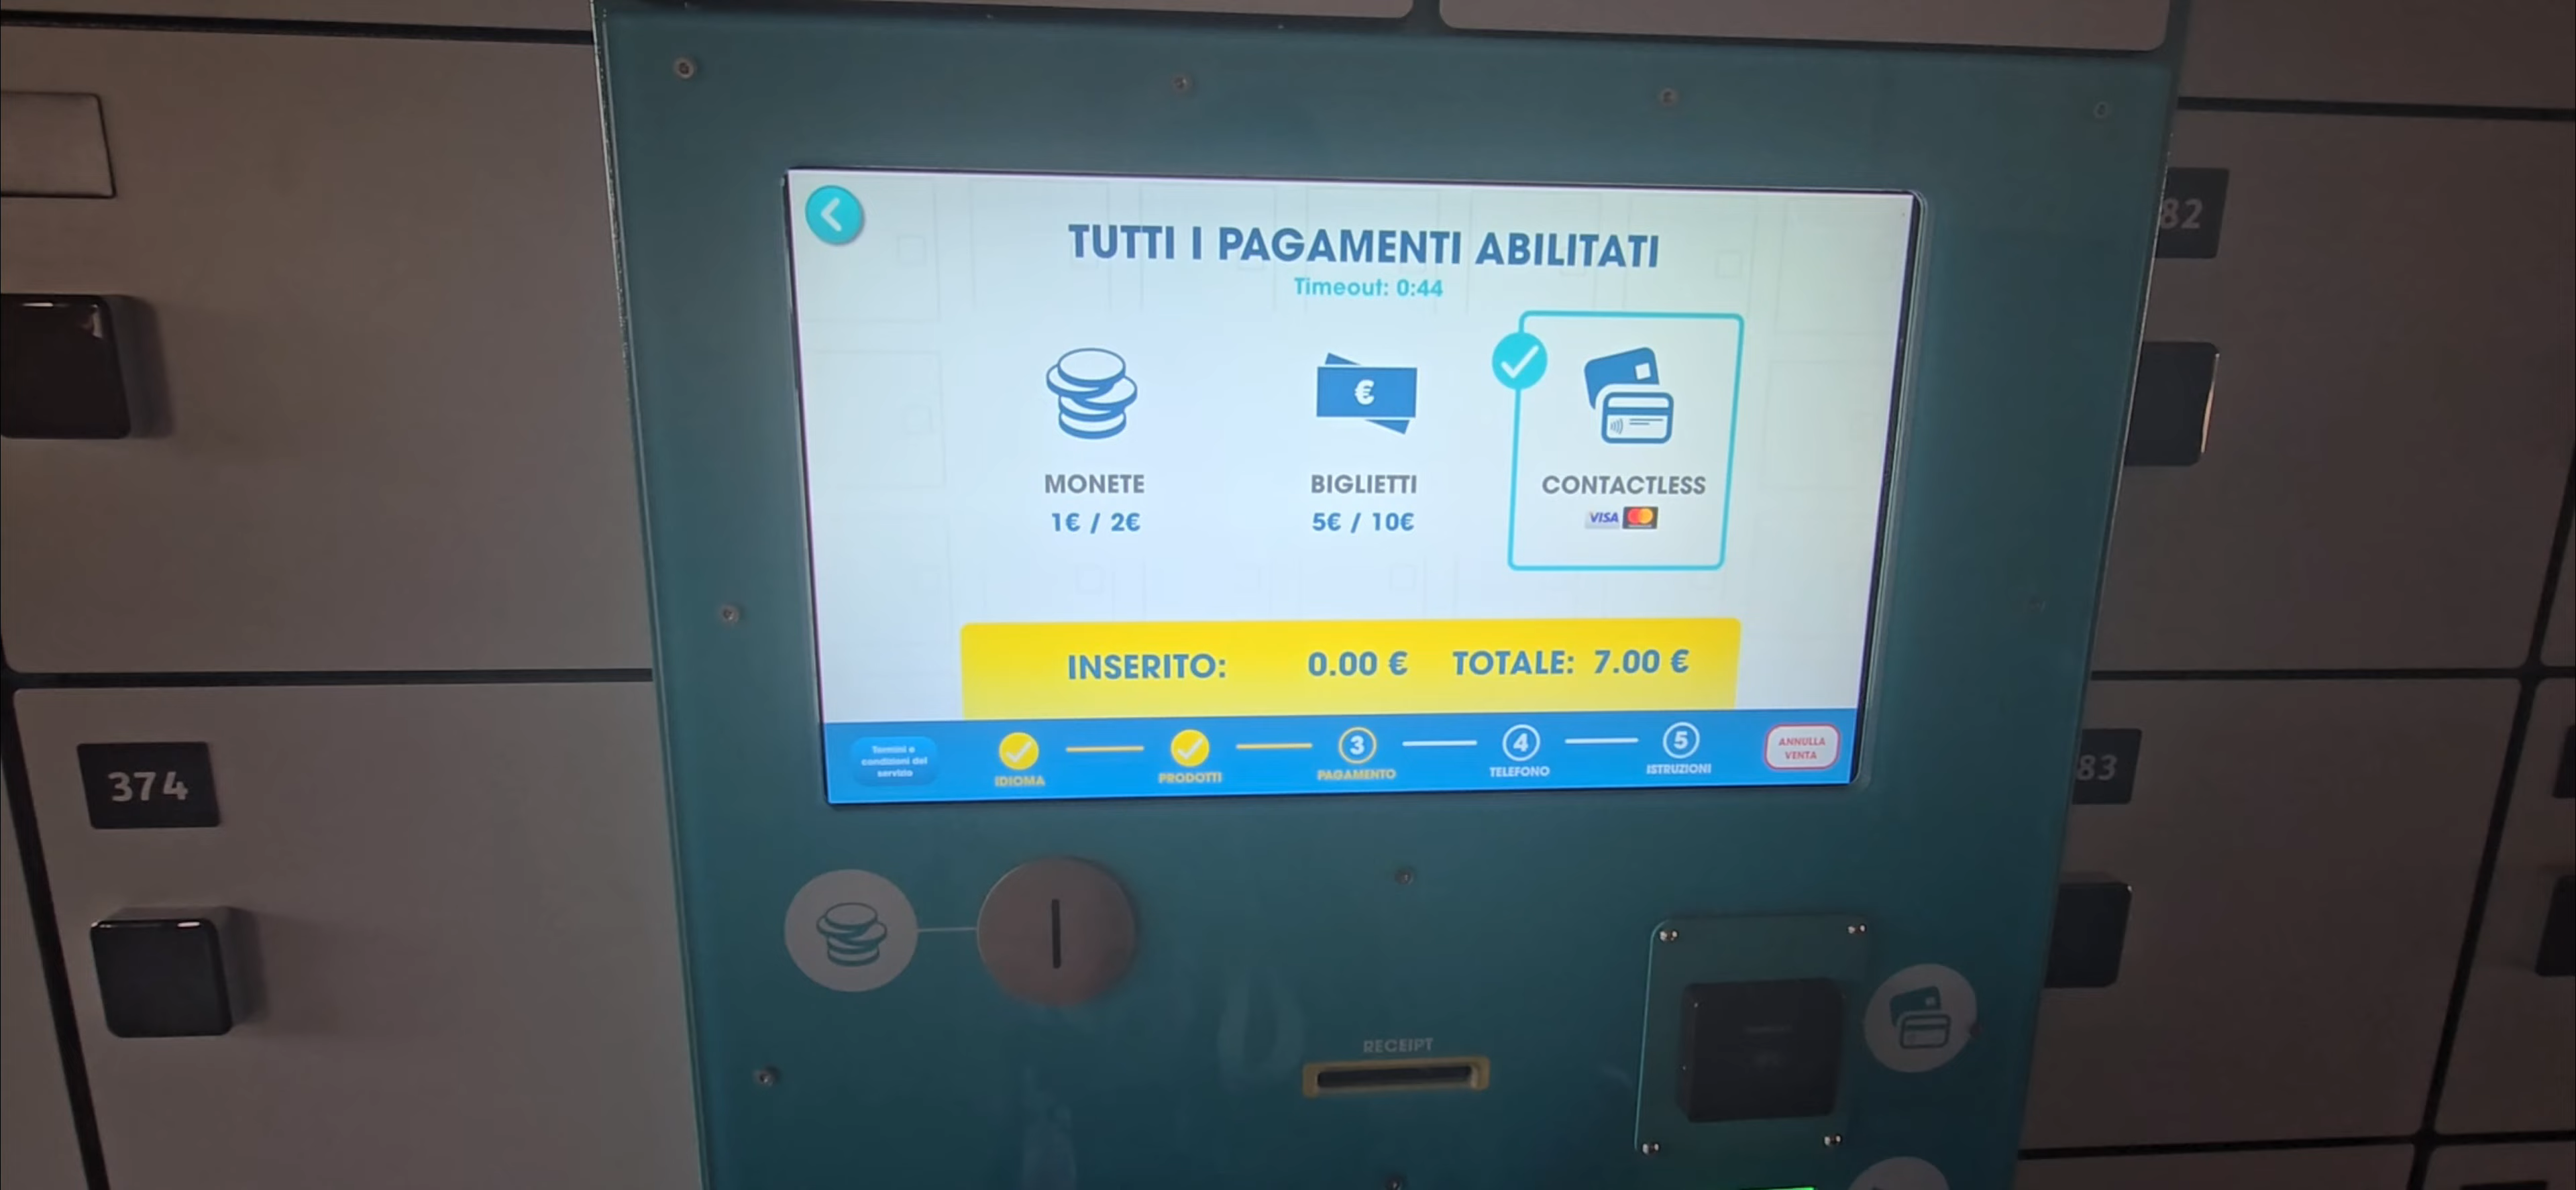 TUTTI I PAGAMENTI ABILITATI
Timeout: 0:44
MONETE
1€ / 2€
BIGLIETTI
5€ / 10€
CONTACTLESS
VISA
INSERITO: 0.00 € TOTALE: 7.00 €
Termini e
condizioni del
servizio
IDIOMA
PRODOTTI
3
PAGAMENTO
4
TELEFONO
5
ISTRUZIONI
ANNULLA
VENTA
82
374
83
RECEIPT